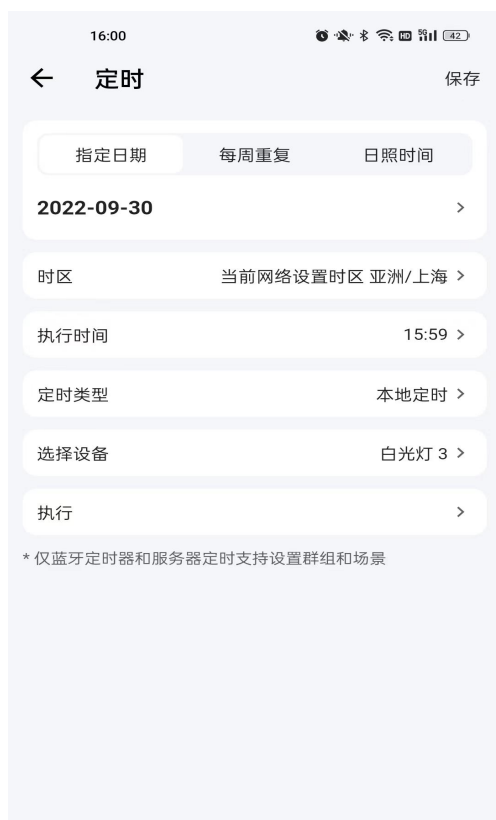 16:00 HD 5G 42
定时 保存
指定日期 每周重复 日照时间
2022-09-30
时区 当前网络设置时区 亚洲/上海
执行时间 15:59
定时类型 本地定时
选择设备 白光灯 3
执行
* 仅蓝牙定时器和服务器定时支持设置群组和场景